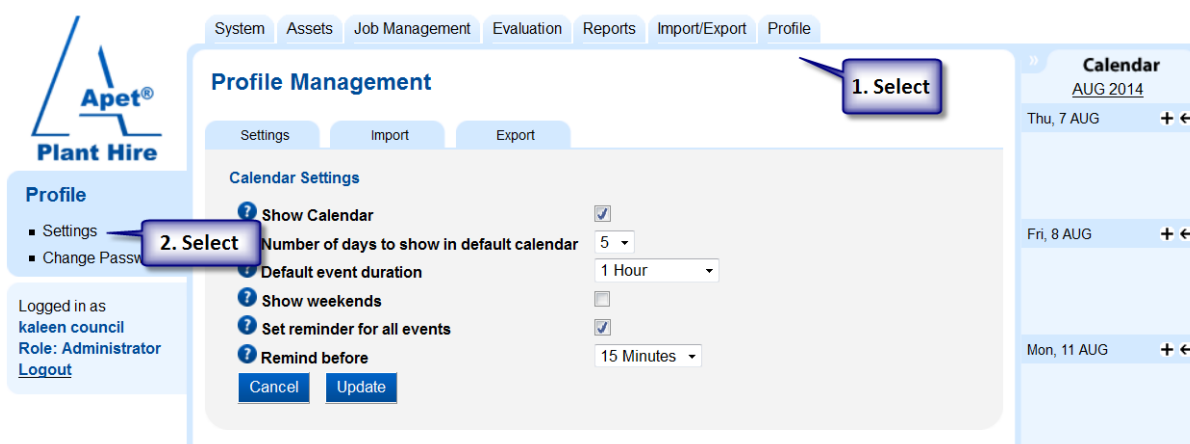 System Assets Job Management Evaluation Reports Import/Export Profile
Apet®
Plant Hire
Profile
Settings
2. Select
Change Passw
Logged in as
kaleen council
Role: Administrator
Logout
Profile Management
1. Select
Settings Import Export
Calendar Settings
? Show Calendar
Number of days to show in default calendar 5
? Default event duration 1 Hour
? Show weekends
? Set reminder for all events
? Remind before 15 Minutes
Cancel Update
» Calendar
AUG 2014
Thu, 7 AUG
Fri, 8 AUG
Mon, 11 AUG